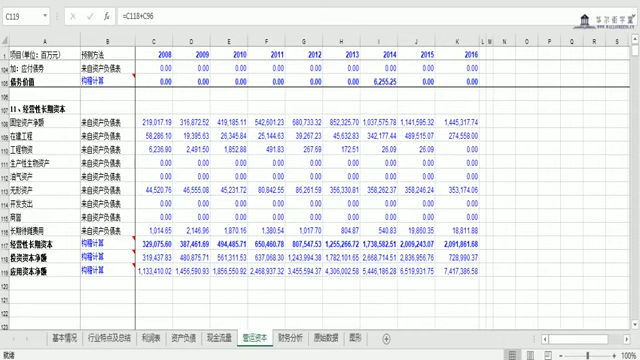 C119 fx =C118+C96
华尔街学堂
WWW.WALLSCHOOL.CN
A B C D E F G H I J K L M N O P Q R
1 项目(单位：百万元) 预测方法 2008 2009 2010 2011 2012 2013 2014 2015 2016
104 加：应付债券 来自资产负债表 0.00 0.00 0.00 0.00 0.00 0.00 0.00 0.00 0.00
105 债务价值 构稽计算 0.00 0.00 0.00 0.00 0.00 0.00 6,255.25 0.00 0.00
106
107 11、经营性长期资本
108 固定资产净额 来自资产负债表 219,017.19 316,872.52 419,185.11 542,601.23 680,733.32 852,325.70 1,037,575.78 1,141,595.32 1,445,317.74
109 在建工程 来自资产负债表 58,286.10 19,395.63 26,345.84 25,144.63 39,267.23 45,632.83 342,177.44 489,515.07 274,558.00
110 工程物资 来自资产负债表 6,236.90 2,491.50 1,852.88 491.83 267.69 172.51 26.09 26.09 0.00
111 生产性生物资产 来自资产负债表 0.00 0.00 0.00 0.00 0.00 0.00 0.00 0.00 0.00
112 油气资产 来自资产负债表 0.00 0.00 0.00 0.00 0.00 0.00 0.00 0.00 0.00
113 无形资产 来自资产负债表 44,520.76 46,555.08 45,231.72 80,842.55 86,261.59 356,330.81 358,262.37 358,246.24 353,174.06
114 开发支出 来自资产负债表 0.00 0.00 0.00 0.00 0.00 0.00 0.00 0.00 0.00
115 商誉 来自资产负债表 0.00 0.00 0.00 0.00 0.00 0.00 0.00 0.00 0.00
116 长期待摊费用 来自资产负债表 1,014.65 2,146.96 1,870.16 1,380.54 1,017.70 804.87 540.83 19,860.35 18,811.88
117 经营性长期资本 构稽计算 329,075.60 387,461.69 494,485.71 650,460.78 807,547.53 1,255,266.72 1,738,582.51 2,009,243.07 2,091,861.68
118 投资资本净额 构稽计算 319,437.83 480,875.71 561,311.53 637,068.30 1,243,994.38 1,782,101.65 2,668,714.51 2,836,956.76 728,990.37
119 应用资本净额 构稽计算 1,133,410.02 1,456,590.93 1,856,550.92 2,468,937.32 3,455,594.37 4,306,002.58 5,446,186.28 6,519,931.75 7,417,386.58
120
121
122
123
基本情况 行业特点及总结 利润表 资产负债 现金流量 营运资本 财务分析 原始数据 图形
就绪 100%